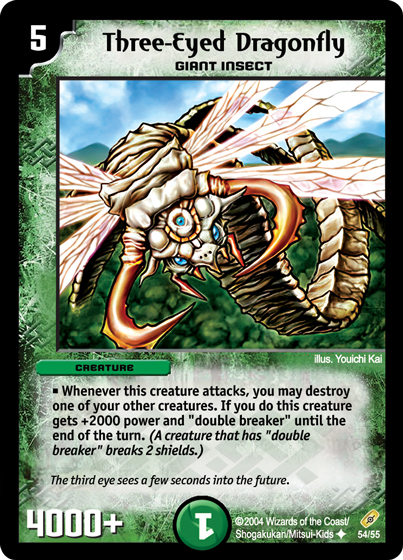 5
Three-Eyed Dragonfly
GIANT INSECT
illus. Youichi Kai
CREATURE
▪ Whenever this creature attacks, you may destroy
one of your other creatures. If you do this creature
gets +2000 power and "double breaker" until the
end of the turn. (A creature that has "double
breaker" breaks 2 shields.)
The third eye sees a few seconds into the future.
4000+
1
©2004 Wizards of the Coast/
Shogakukan/Mitsui-Kids ✦ 54/55